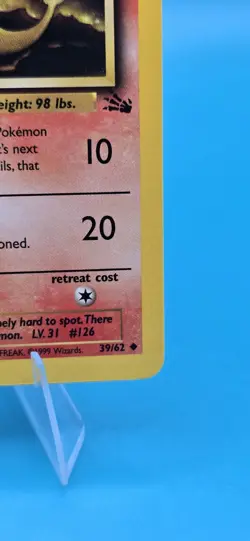 eight: 98 lbs.
Pokémon
's next
ils, that
10
20
oned.
retreat cost
pely hard to spot. There
mon. LV. 31 #126
FREAK. ©1999 Wizards. 39/62